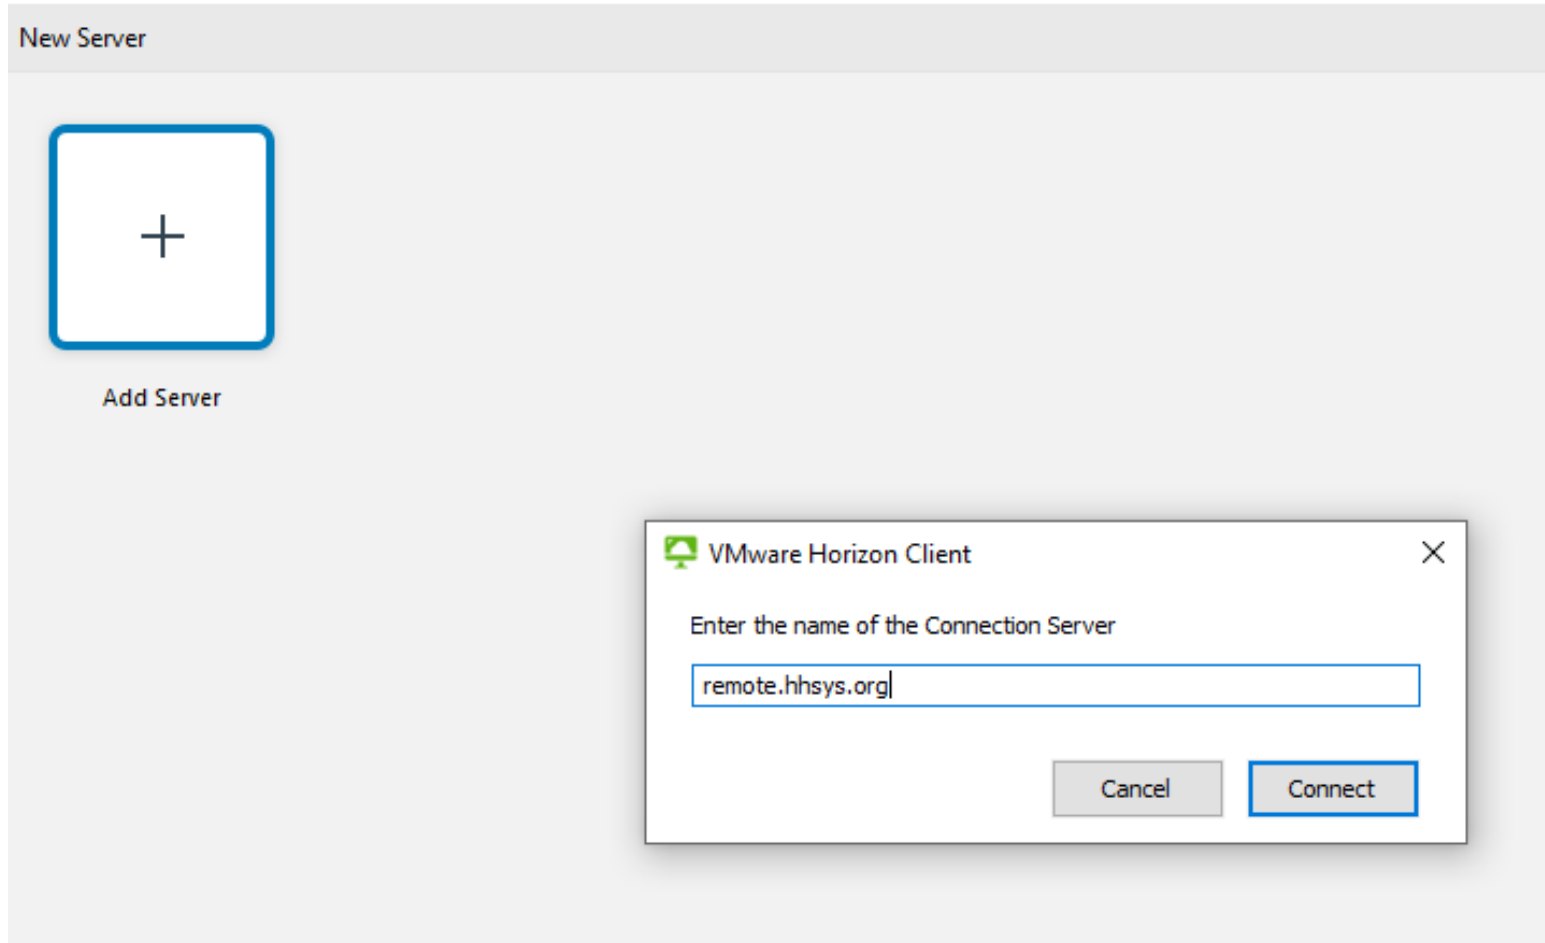 New Server
Add Server
VMware Horizon Client
Enter the name of the Connection Server
remote.hhsys.org
Cancel
Connect